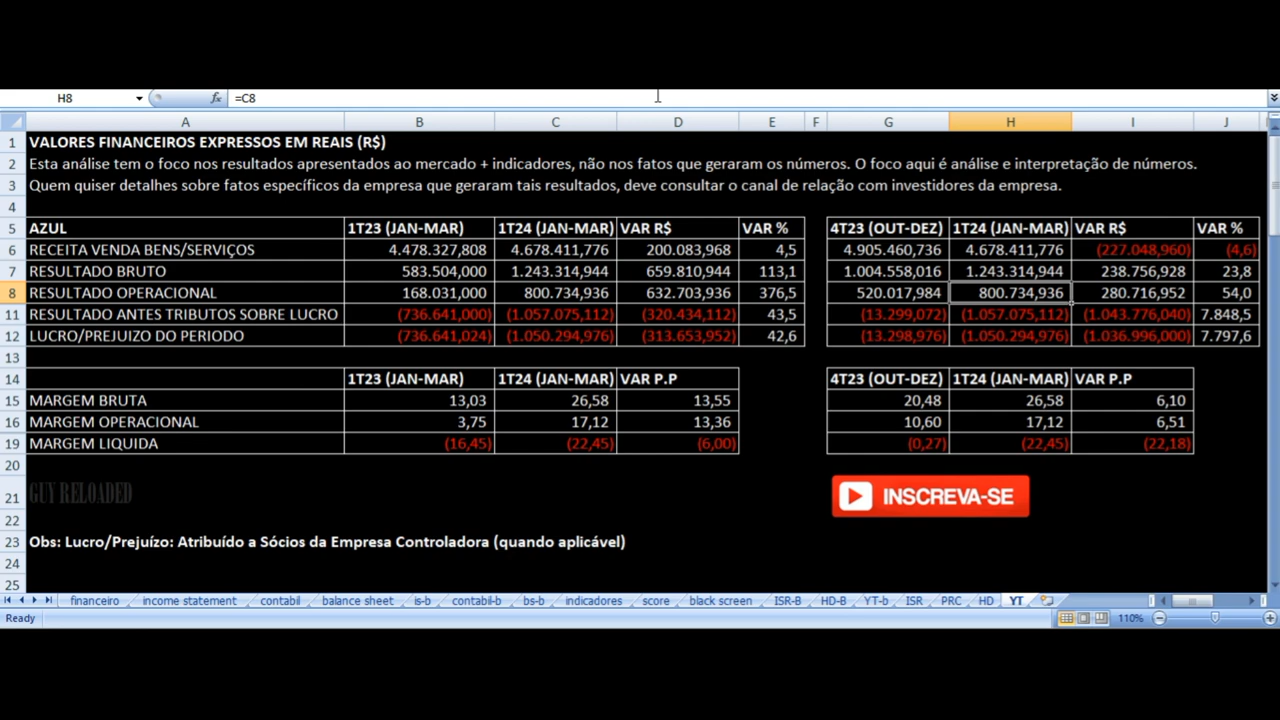 H8 fx =C8
A B C D E F G H I J
1 VALORES FINANCEIROS EXPRESSOS EM REAIS (R$)
2 Esta análise tem o foco nos resultados apresentados ao mercado + indicadores, não nos fatos que geraram os números. O foco aqui é análise e interpretação de números.
3 Quem quiser detalhes sobre fatos específicos da empresa que geraram tais resultados, deve consultar o canal de relação com investidores da empresa.
4
5 AZUL 1T23 (JAN-MAR) 1T24 (JAN-MAR) VAR R$ VAR % 4T23 (OUT-DEZ) 1T24 (JAN-MAR) VAR R$ VAR %
6 RECEITA VENDA BENS/SERVIÇOS 4.478.327,808 4.678.411,776 200.083,968 4,5 4.905.460,736 4.678.411,776 (227.048,960) (4,6)
7 RESULTADO BRUTO 583.504,000 1.243.314,944 659.810,944 113,1 1.004.558,016 1.243.314,944 238.756,928 23,8
8 RESULTADO OPERACIONAL 168.031,000 800.734,936 632.703,936 376,5 520.017,984 800.734,936 280.716,952 54,0
11 RESULTADO ANTES TRIBUTOS SOBRE LUCRO (736.641,000) (1.057.075,112) (320.434,112) 43,5 (13.299,072) (1.057.075,112) (1.043.776,040) 7.848,5
12 LUCRO/PREJUIZO DO PERIODO (736.641,024) (1.050.294,976) (313.653,952) 42,6 (13.298,976) (1.050.294,976) (1.036.996,000) 7.797,6
13
14 1T23 (JAN-MAR) 1T24 (JAN-MAR) VAR P.P 4T23 (OUT-DEZ) 1T24 (JAN-MAR) VAR P.P
15 MARGEM BRUTA 13,03 26,58 13,55 20,48 26,58 6,10
16 MARGEM OPERACIONAL 3,75 17,12 13,36 10,60 17,12 6,51
19 MARGEM LIQUIDA (16,45) (22,45) (6,00) (0,27) (22,45) (22,18)
20
21 GUY RELOADED INSCREVA-SE
22
23 Obs: Lucro/Prejuízo: Atribuído a Sócios da Empresa Controladora (quando aplicável)
24
25
financeiro income statement contabil balance sheet is-b contabil-b bs-b indicadores score black screen ISR-B HD-B YT-b ISR PRC HD YT
Ready 110%